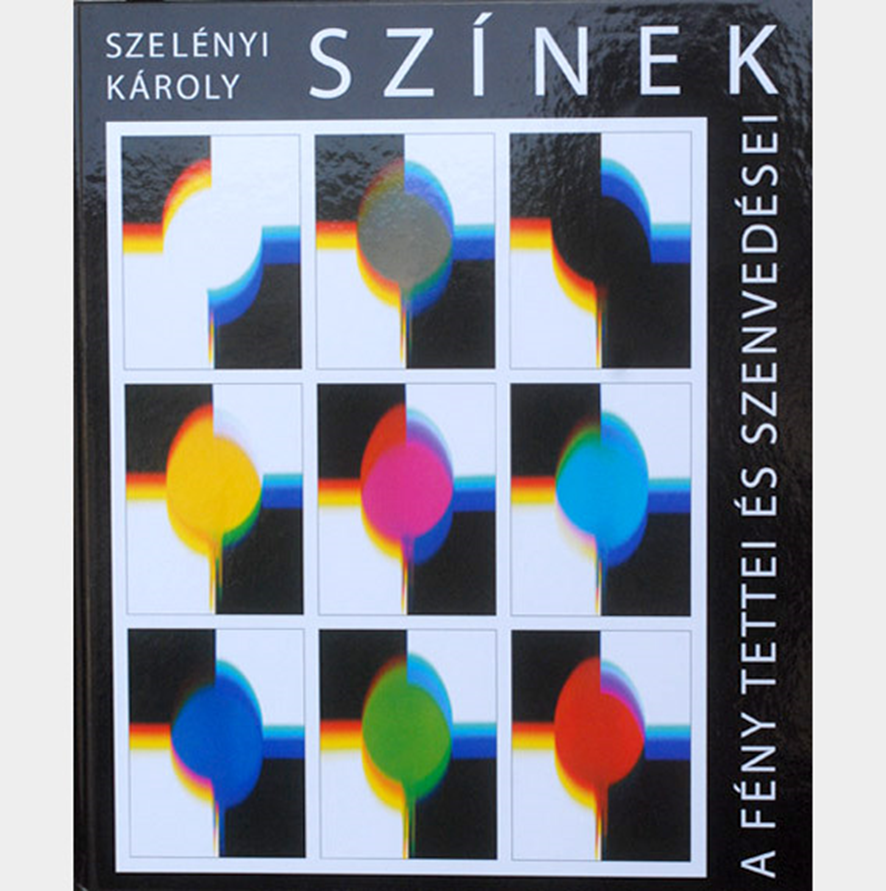 SZELÉNYI
KÁROLY
SZÍNEK
A FÉNY TETTEI ÉS SZENVEDÉSEI